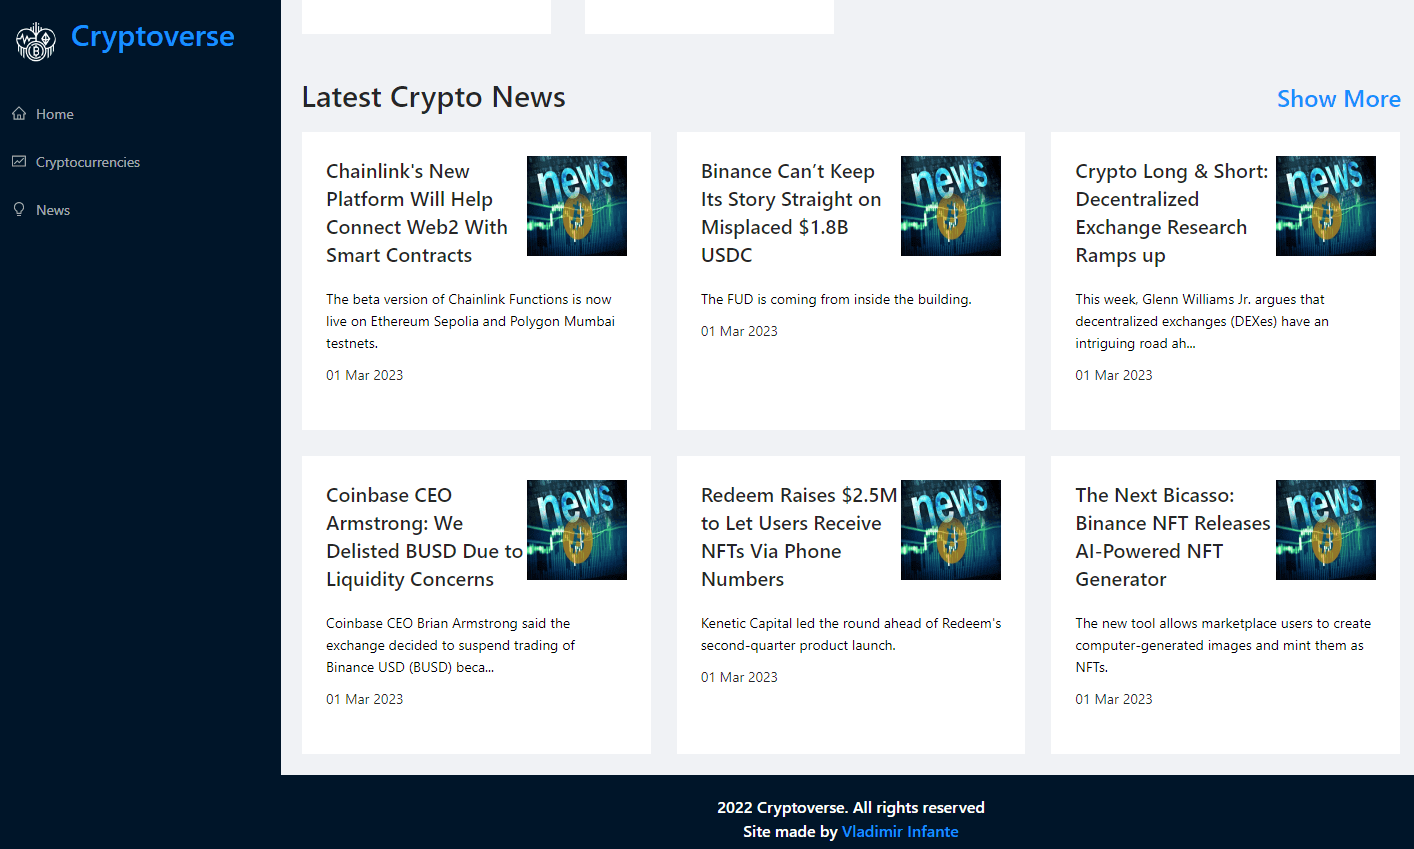 Cryptoverse
Home
Cryptocurrencies
News
Latest Crypto News
Show More
Chainlink's New
Platform Will Help
Connect Web2 With
Smart Contracts
news
The beta version of Chainlink Functions is now
live on Ethereum Sepolia and Polygon Mumbai
testnets.
01 Mar 2023
Binance Can’t Keep
Its Story Straight on
Misplaced $1.8B
USDC
news
The FUD is coming from inside the building.
01 Mar 2023
Crypto Long & Short:
Decentralized
Exchange Research
Ramps up
news
This week, Glenn Williams Jr. argues that
decentralized exchanges (DEXes) have an
intriguing road ah...
01 Mar 2023
Coinbase CEO
Armstrong: We
Delisted BUSD Due to
Liquidity Concerns
news
Coinbase CEO Brian Armstrong said the
exchange decided to suspend trading of
Binance USD (BUSD) beca...
01 Mar 2023
Redeem Raises $2.5M
to Let Users Receive
NFTs Via Phone
Numbers
news
Kenetic Capital led the round ahead of Redeem's
second-quarter product launch.
01 Mar 2023
The Next Bicasso:
Binance NFT Releases
AI-Powered NFT
Generator
news
The new tool allows marketplace users to create
computer-generated images and mint them as
NFTs.
01 Mar 2023
2022 Cryptoverse. All rights reserved
Site made by Vladimir Infante